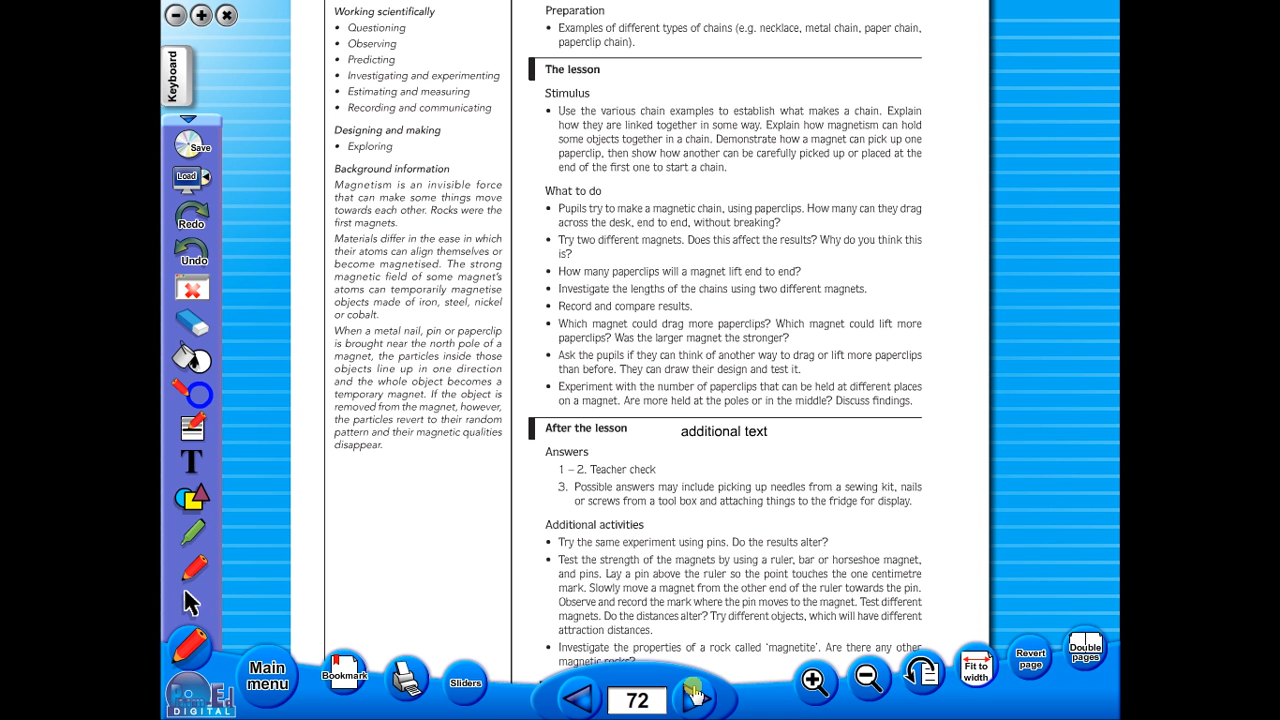 Working scientifically
• Questioning
• Observing
• Predicting
• Investigating and experimenting
• Estimating and measuring
• Recording and communicating
Designing and making
• Exploring
Background information
Magnetism is an invisible force
that can make some things move
towards each other. Rocks were the
first magnets.
Materials differ in the ease in which
their atoms can align themselves or
become magnetised. The strong
magnetic field of some magnet's
atoms can temporarily magnetise
objects made of iron, steel, nickel
or cobalt.
When a metal nail, pin or paperclip
is brought near the north pole of a
magnet, the particles inside those
objects line up in one direction
and the whole object becomes a
temporary magnet. If the object is
removed from the magnet, however,
the particles revert to their random
pattern and their magnetic qualities
disappear.
Preparation
• Examples of different types of chains (e.g. necklace, metal chain, paper chain,
paperclip chain).
The lesson
Stimulus
• Use the various chain examples to establish what makes a chain. Explain
how they are linked together in some way. Explain how magnetism can hold
some objects together in a chain. Demonstrate how a magnet can pick up one
paperclip, then show how another can be carefully picked up or placed at the
end of the first one to start a chain.
What to do
• Pupils try to make a magnetic chain, using paperclips. How many can they drag
across the desk, end to end, without breaking?
• Try two different magnets. Does this affect the results? Why do you think this
is?
• How many paperclips will a magnet lift end to end?
• Investigate the lengths of the chains using two different magnets.
• Record and compare results.
• Which magnet could drag more paperclips? Which magnet could lift more
paperclips? Was the larger magnet the stronger?
• Ask the pupils if they can think of another way to drag or lift more paperclips
than before. They can draw their design and test it.
• Experiment with the number of paperclips that can be held at different places
on a magnet. Are more held at the poles or in the middle? Discuss findings.
After the lesson additional text
Answers
1 – 2. Teacher check
3. Possible answers may include picking up needles from a sewing kit, nails
or screws from a tool box and attaching things to the fridge for display.
Additional activities
• Try the same experiment using pins. Do the results alter?
• Test the strength of the magnets by using a ruler, bar or horseshoe magnet,
and pins. Lay a pin above the ruler so the point touches the one centimetre
mark. Slowly move a magnet from the other end of the ruler towards the pin.
Observe and record the mark where the pin moves to the magnet. Test different
magnets. Do the distances alter? Try different objects, which will have different
attraction distances.
• Investigate the properties of a rock called 'magnetite'. Are there any other
magnetic rocks?
Keyboard
Save
Load
Redo
Undo
T
DIGITAL
Main
menu
Bookmark
Sliders
72
Fit to
width
Revert
page
Double
pages